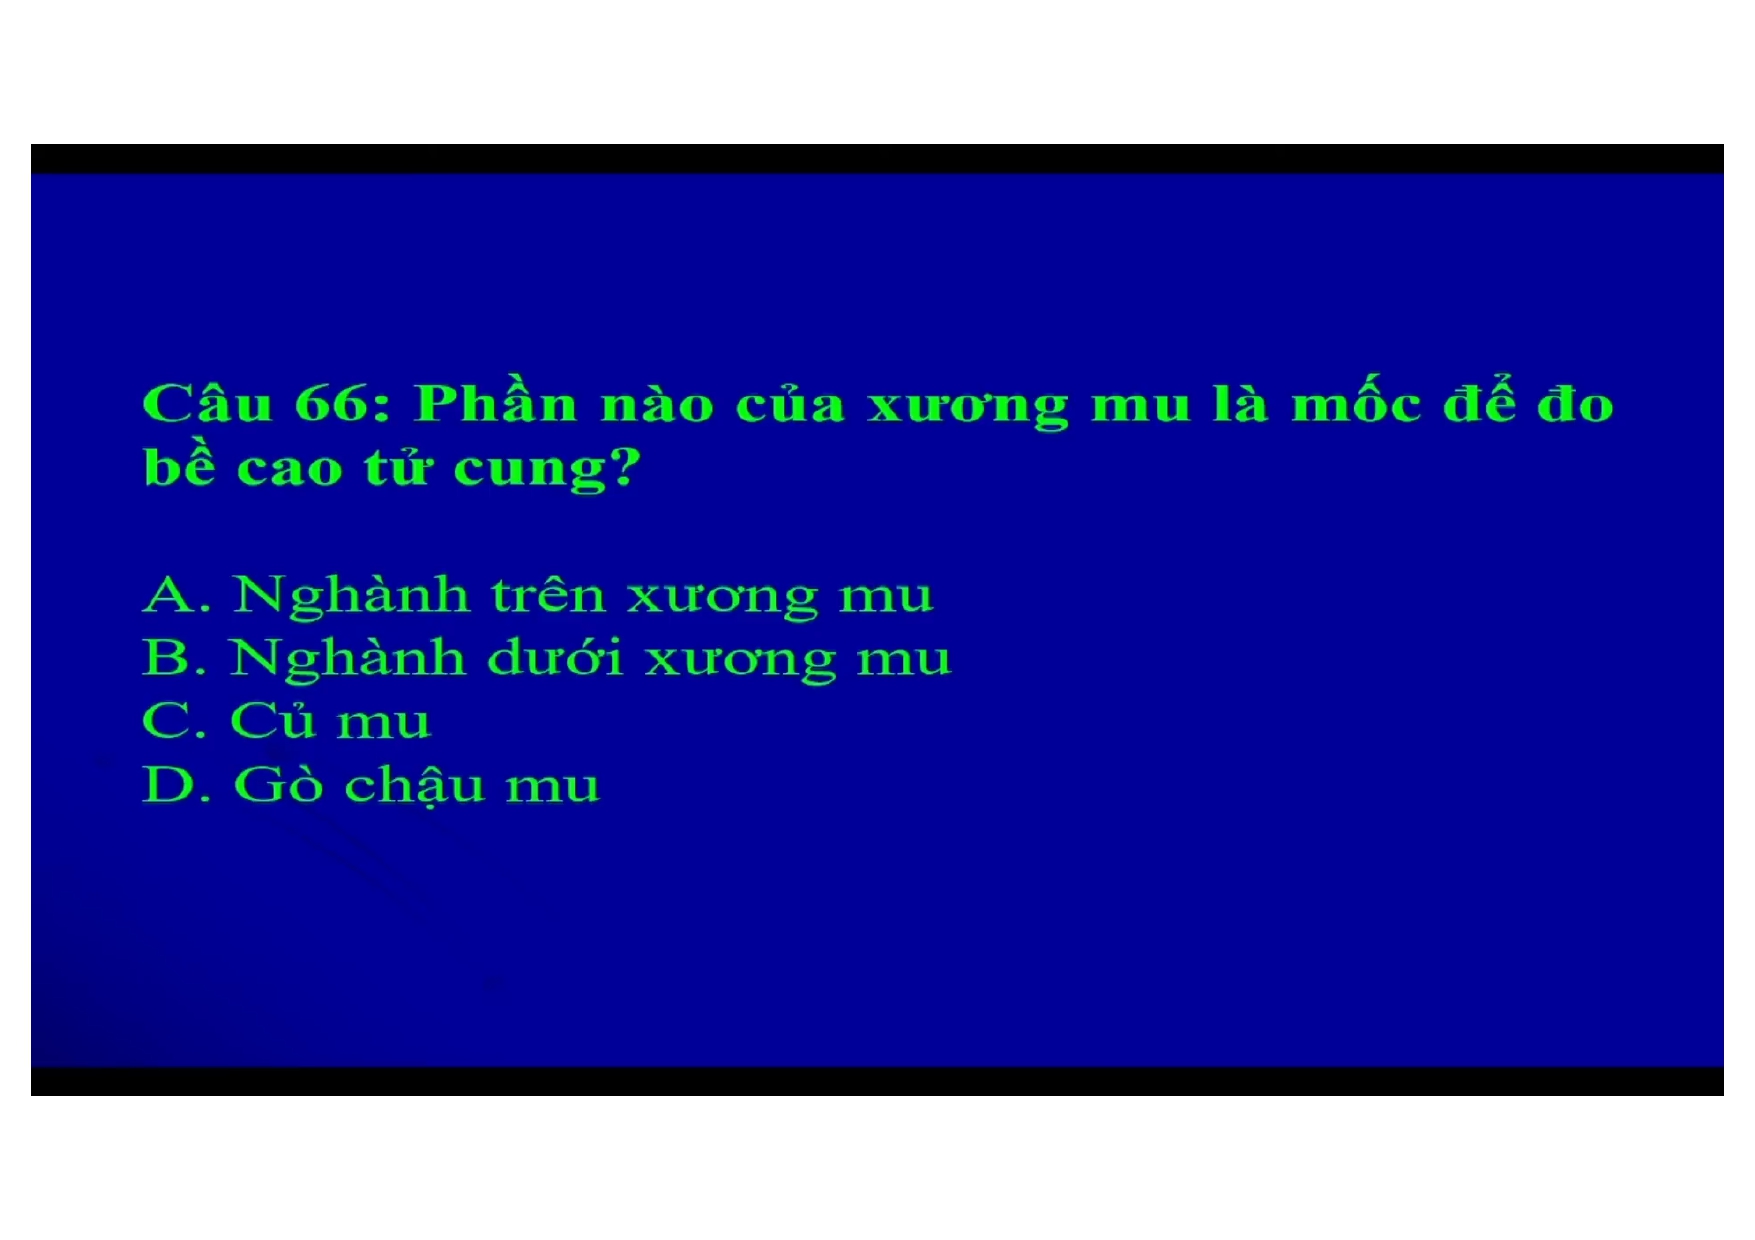 Câu 66: Phần nào của xương mu là mốc để đo
bề cao tử cung?
A. Nghành trên xương mu
B. Nghành dưới xương mu
C. Củ mu
D. Gò chậu mu